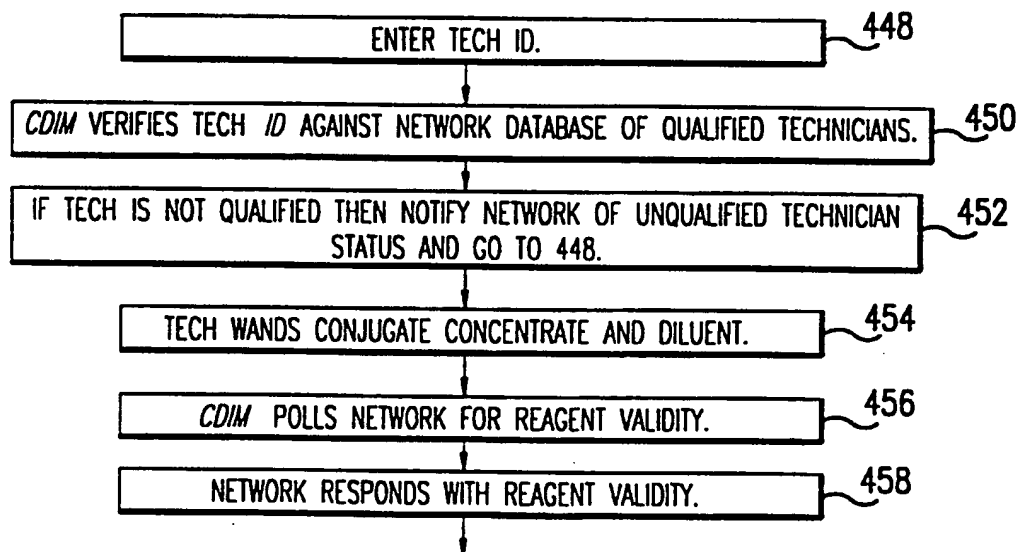 ENTER TECH ID. 448
CDIM VERIFIES TECH ID AGAINST NETWORK DATABASE OF QUALIFIED TECHNICIANS. 450
IF TECH IS NOT QUALIFIED THEN NOTIFY NETWORK OF UNQUALIFIED TECHNICIAN 452
STATUS AND GO TO 448.
TECH WANDS CONJUGATE CONCENTRATE AND DILUENT. 454
CDIM POLLS NETWORK FOR REAGENT VALIDITY. 456
NETWORK RESPONDS WITH REAGENT VALIDITY. 458